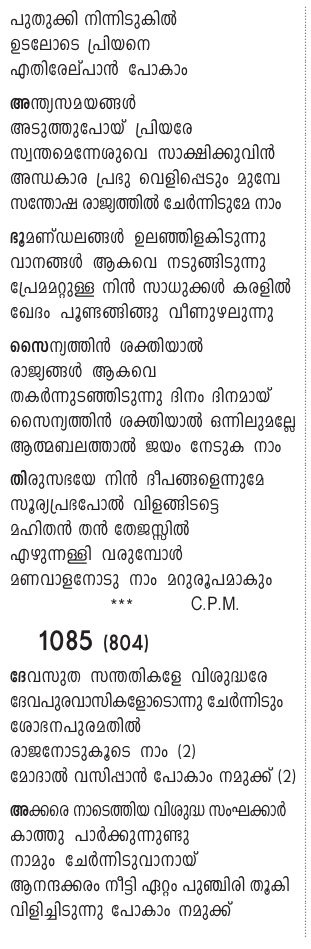 പുതുക്കി നിന്നിടുകിൽ
ഉടലോടെ പ്രിയനെ
എതിരേല്പാൻ പോകാം
അന്ത്യസമയങ്ങൾ
അടുത്തുപോയ് പ്രിയരേ
സ്വന്തമെന്നേശുവെ സാക്ഷിക്കുവിൻ
അന്ധകാര പ്രഭു വെളിപ്പെടും മുമ്പേ
സന്തോഷ രാജ്യത്തിൽ ചേർന്നിടുമേ നാം
ഭൂമണ്ഡലങ്ങൾ ഉലഞ്ഞിളകിടുന്നു
വാനങ്ങൾ ആകവെ നടുങ്ങിടുന്നു
പ്രേമമറ്റുള്ള നിൻ സാധുക്കൾ കരളിൽ
ഖേദം പൂണ്ടങ്ങിങ്ങു വീണുഴലുന്നു
സൈന്യത്തിൻ ശക്തിയാൽ
രാജ്യങ്ങൾ ആകവെ
തകർന്നുടഞ്ഞിടുന്നു ദിനം ദിനമായ്
സൈന്യത്തിൻ ശക്തിയാൽ ഒന്നിലുമല്ലേ
ആത്മബലത്താൽ ജയം നേടുക നാം
തിരുസഭയേ നിൻ ദീപങ്ങളെന്നുമേ
സൂര്യപ്രഭപോൽ വിളങ്ങിടട്ടെ
മഹിതൻ തൻ തേജസ്സിൽ
എഴുന്നള്ളി വരുമ്പോൾ
മണവാളനോടു നാം മറുരൂപമാകും
*** C.P.M.
1085 (804)
ദേവസുത സന്തതികളേ വിശുദ്ധരേ
ദേവപുരവാസികളോടൊന്നു ചേർന്നിടും
ശോഭനപുരമതിൽ
രാജനോടുകൂടെ നാം (2)
മോദാൽ വസിപ്പാൻ പോകാം നമുക്ക് (2)
അക്കരെ നാടെത്തിയ വിശുദ്ധ സംഘക്കാർ
കാത്തു പാർക്കുന്നുണ്ടു
നാമും ചേർന്നിടുവാനായ്
ആനന്ദക്കരം നീട്ടി ഏറ്റം പുഞ്ചിരി തൂകി
വിളിച്ചിടുന്നു പോകാം നമുക്ക്